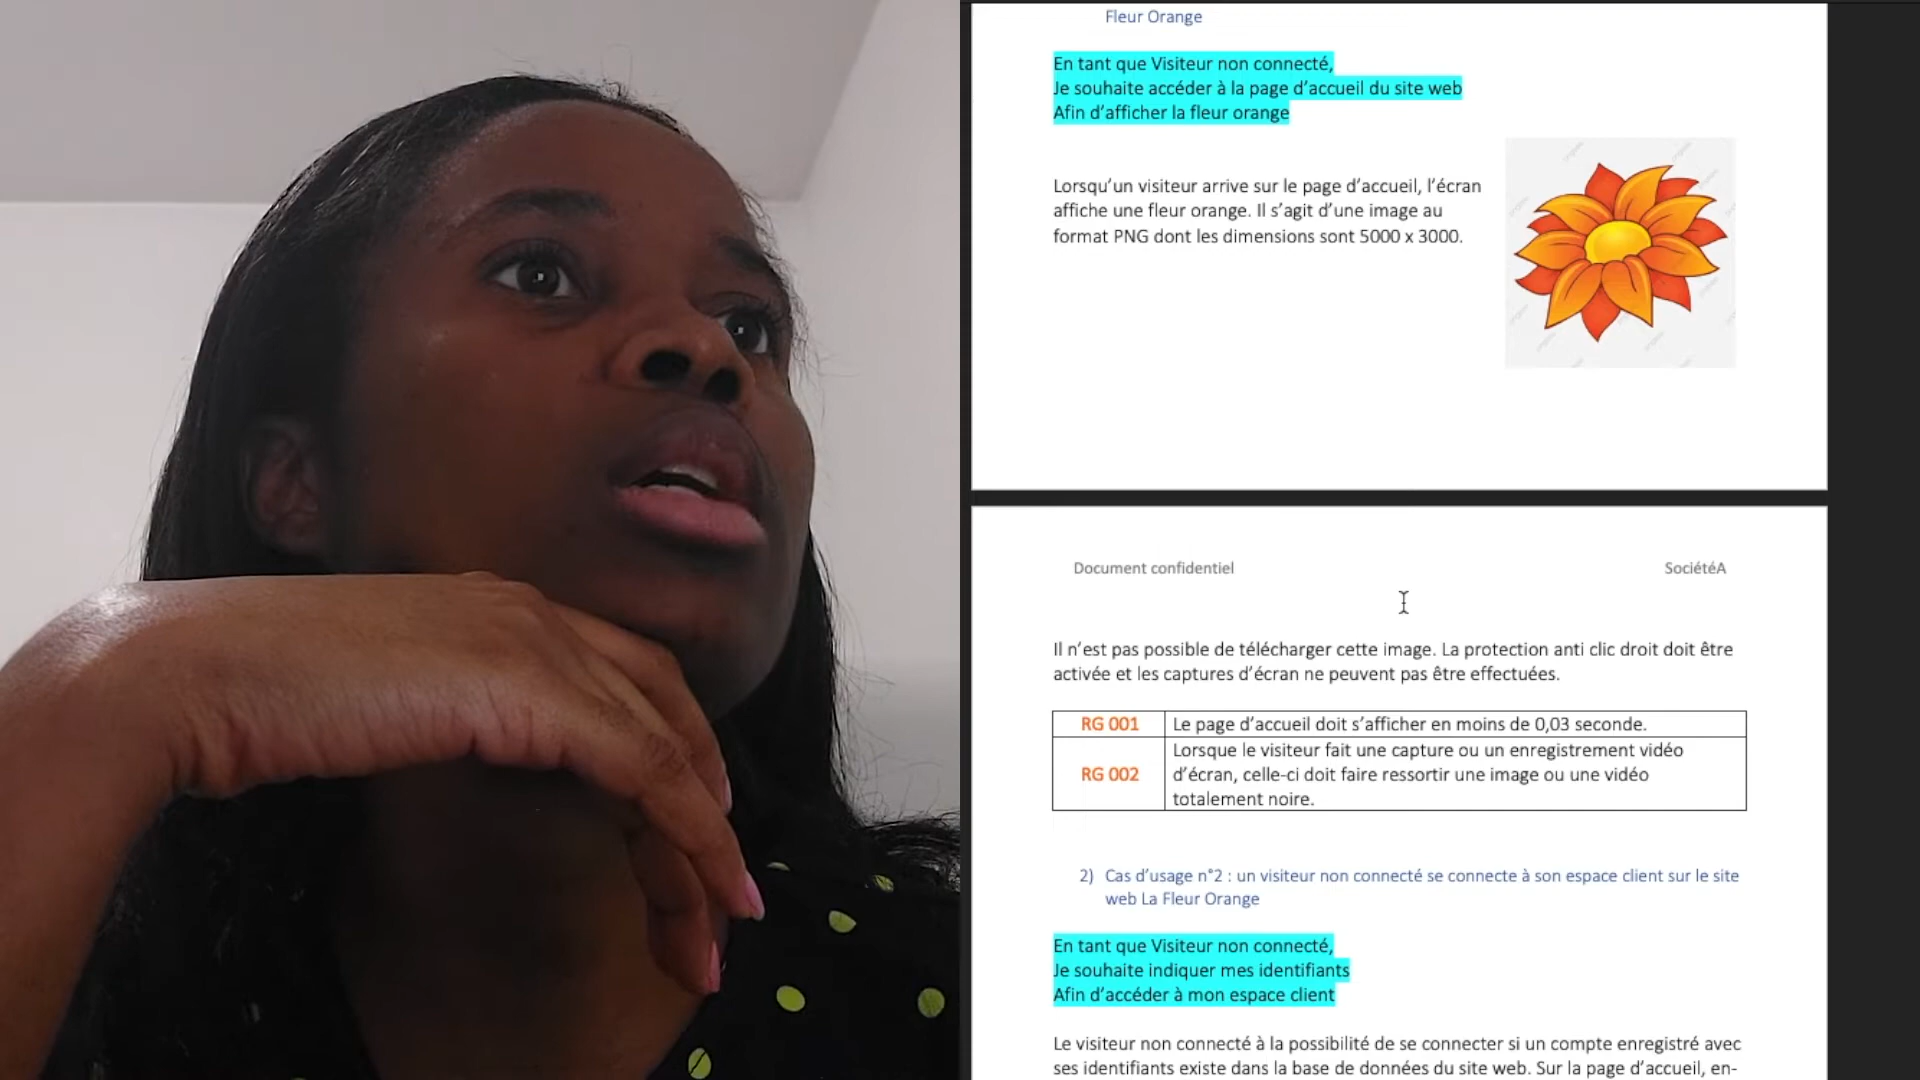 Fleur Orange
En tant que Visiteur non connecté,
Je souhaite accéder à la page d’accueil du site web
Afin d’afficher la fleur orange
Lorsqu’un visiteur arrive sur le page d’accueil, l’écran
affiche une fleur orange. Il s’agit d’une image au
format PNG dont les dimensions sont 5000 x 3000.
Document confidentiel
SociétéA
Il n’est pas possible de télécharger cette image. La protection anti clic droit doit être
activée et les captures d’écran ne peuvent pas être effectuées.
RG 001
Le page d’accueil doit s’afficher en moins de 0,03 seconde.
RG 002
Lorsque le visiteur fait une capture ou un enregistrement vidéo
d’écran, celle-ci doit faire ressortir une image ou une vidéo
totalement noire.
2) Cas d’usage n°2 : un visiteur non connecté se connecte à son espace client sur le site
web La Fleur Orange
En tant que Visiteur non connecté,
Je souhaite indiquer mes identifiants
Afin d’accéder à mon espace client
Le visiteur non connecté à la possibilité de se connecter si un compte enregistré avec
ses identifiants existe dans la base de données du site web. Sur la page d’accueil, en-